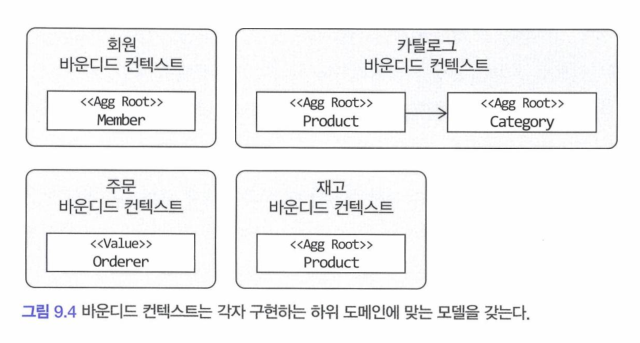 회원
바운디드 컨텍스트
<<Agg Root>>
Member
카탈로그
바운디드 컨텍스트
<<Agg Root>>
Product
<<Agg Root>>
Category
주문
바운디드 컨텍스트
<<Value>>
Orderer
재고
바운디드 컨텍스트
<<Agg Root>>
Product
그림 9.4 바운디드 컨텍스트는 각자 구현하는 하위 도메인에 맞는 모델을 갖는다.